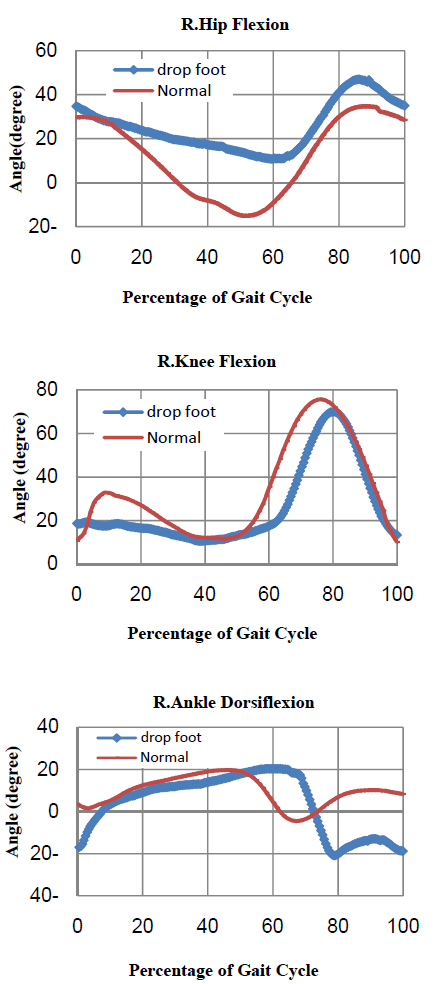 R.Hip Flexion
60
40
20
0
20-
drop foot
Normal
Angle(degree)
0 20 40 60 80 100
Percentage of Gait Cycle
R.Knee Flexion
80
60
40
20
0
drop foot
Normal
Angle (degree)
0 20 40 60 80 100
Percentage of Gait Cycle
R.Ankle Dorsiflexion
40
20
0
20-
40-
drop foot
Normal
Angle (degree)
0 20 40 60 80 100
Percentage of Gait Cycle